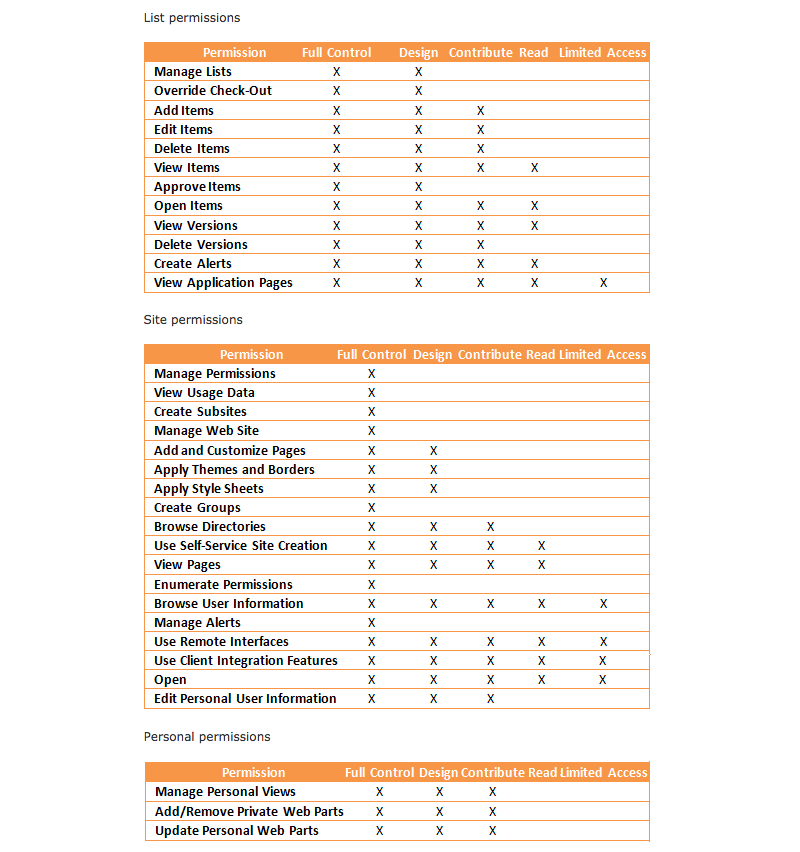 List permissions
Permission Full Control Design Contribute Read Limited Access
Manage Lists X X
Override Check-Out X X
Add Items X X X
Edit Items X X X
Delete Items X X X
View Items X X X X
Approve Items X X
Open Items X X X X
View Versions X X X X
Delete Versions X X X
Create Alerts X X X X
View Application Pages X X X X X
Site permissions
Permission Full Control Design Contribute Read Limited Access
Manage Permissions X
View Usage Data X
Create Subsites X
Manage Web Site X
Add and Customize Pages X X
Apply Themes and Borders X X
Apply Style Sheets X X
Create Groups X
Browse Directories X X X
Use Self-Service Site Creation X X X X
View Pages X X X X
Enumerate Permissions X
Browse User Information X X X X X
Manage Alerts X
Use Remote Interfaces X X X X X
Use Client Integration Features X X X X X
Open X X X X X
Edit Personal User Information X X X
Personal permissions
Permission Full Control Design Contribute Read Limited Access
Manage Personal Views X X X
Add/Remove Private Web Parts X X X
Update Personal Web Parts X X X